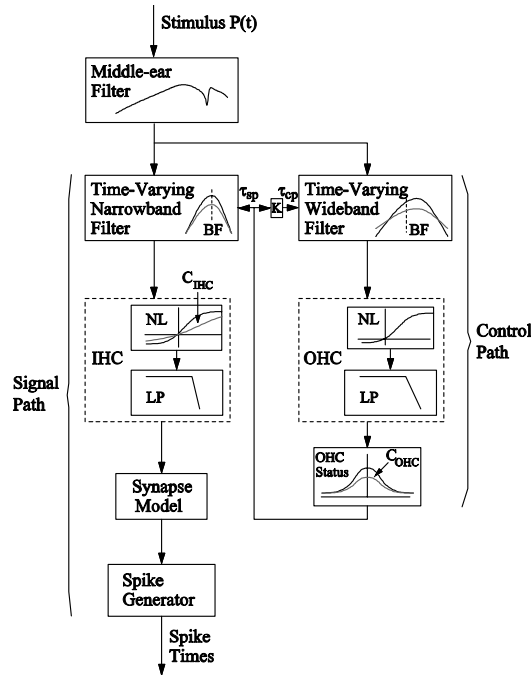 Stimulus P(t)
Middle-ear
Filter
Time-Varying
Narrowband
Filter
BF
τsp
K
τcp
Time-Varying
Wideband
Filter
BF
CIHC
NL
IHC
LP
NL
OHC
LP
Signal
Path
Control
Path
OHC
Status
COHC
Synapse
Model
Spike
Generator
Spike
Times